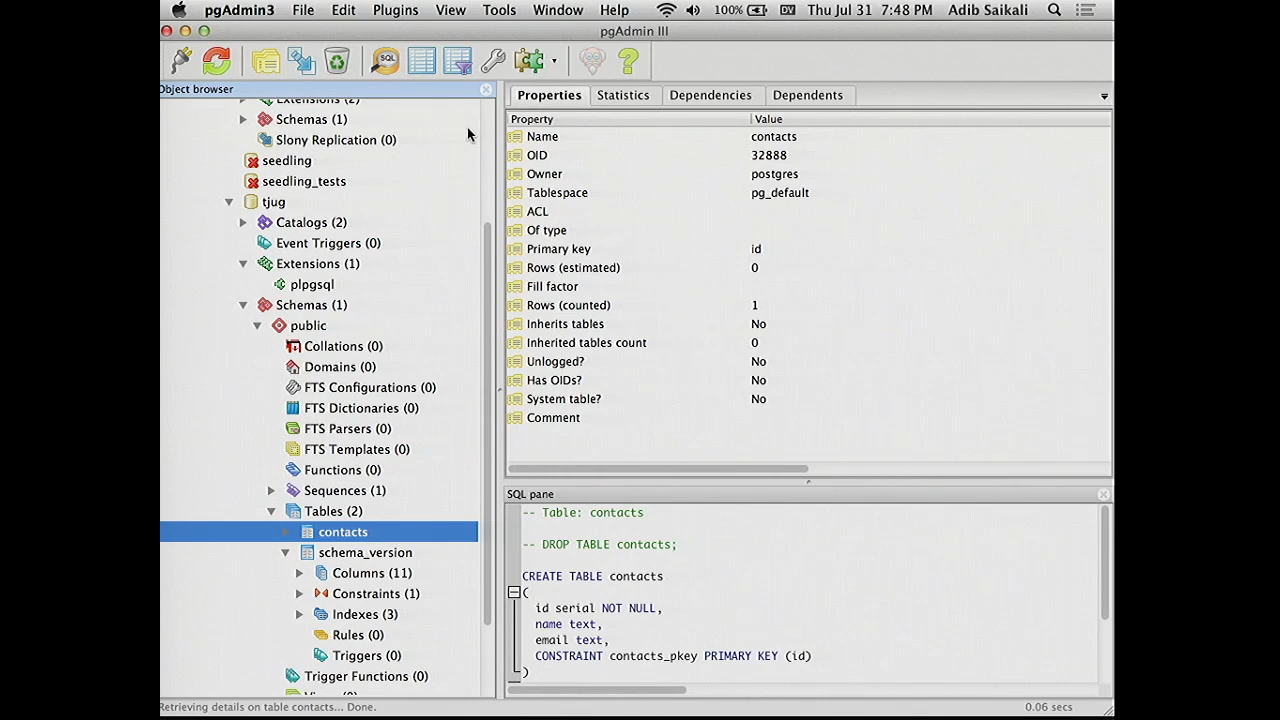 pgAdmin3 File Edit Plugins View Tools Window Help 100% DV Thu Jul 31 7:48 PM Adib Saikali
pgAdmin III
SQL
Object browser
Extensions (2)
Schemas (1)
Slony Replication (0)
seedling
seedling_tests
tjug
Catalogs (2)
Event Triggers (0)
Extensions (1)
plpgsql
Schemas (1)
public
Collations (0)
Domains (0)
FTS Configurations (0)
FTS Dictionaries (0)
FTS Parsers (0)
FTS Templates (0)
Functions (0)
Sequences (1)
Tables (2)
contacts
schema_version
Columns (11)
Constraints (1)
Indexes (3)
Rules (0)
Triggers (0)
Trigger Functions (0)
Properties Statistics Dependencies Dependents
Property Value
Name contacts
OID 32888
Owner postgres
Tablespace pg_default
ACL
Of type
Primary key id
Rows (estimated) 0
Fill factor
Rows (counted) 1
Inherits tables No
Inherited tables count 0
Unlogged? No
Has OIDs? No
System table? No
Comment
SQL pane
-- Table: contacts
-- DROP TABLE contacts;
CREATE TABLE contacts
(
id serial NOT NULL,
name text,
email text,
CONSTRAINT contacts_pkey PRIMARY KEY (id)
)
Retrieving details on table contacts... Done. 0.06 secs